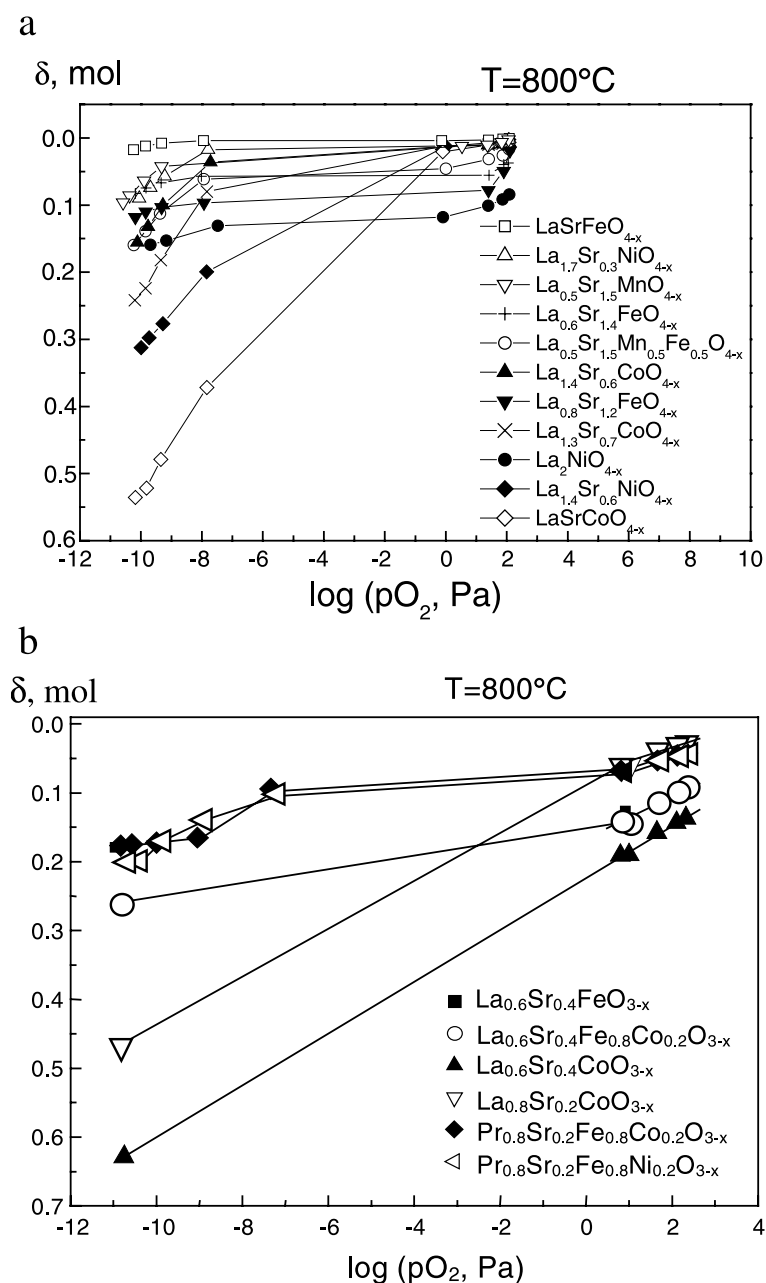 a
δ, mol T=800°C
0.0
0.1
0.2
0.3
0.4
0.5
0.6
LaSrFeO4-x
La1.7Sr0.3NiO4-x
La0.5Sr1.5MnO4-x
La0.6Sr1.4FeO4-x
La0.5Sr1.5Mn0.5Fe0.5O4-x
La1.4Sr0.6CoO4-x
La0.8Sr1.2FeO4-x
La1.3Sr0.7CoO4-x
La2NiO4-x
La1.4Sr0.6NiO4-x
LaSrCoO4-x
-12 -10 -8 -6 -4 -2 0 2 4 6 8 10
log (pO2, Pa)
b
δ, mol T=800°C
0.0
0.1
0.2
0.3
0.4
0.5
0.6
0.7
La0.6Sr0.4FeO3-x
La0.6Sr0.4Fe0.8Co0.2O3-x
La0.6Sr0.4CoO3-x
La0.8Sr0.2CoO3-x
Pr0.8Sr0.2Fe0.8Co0.2O3-x
Pr0.8Sr0.2Fe0.8Ni0.2O3-x
-12 -10 -8 -6 -4 -2 0 2 4
log (pO2, Pa)